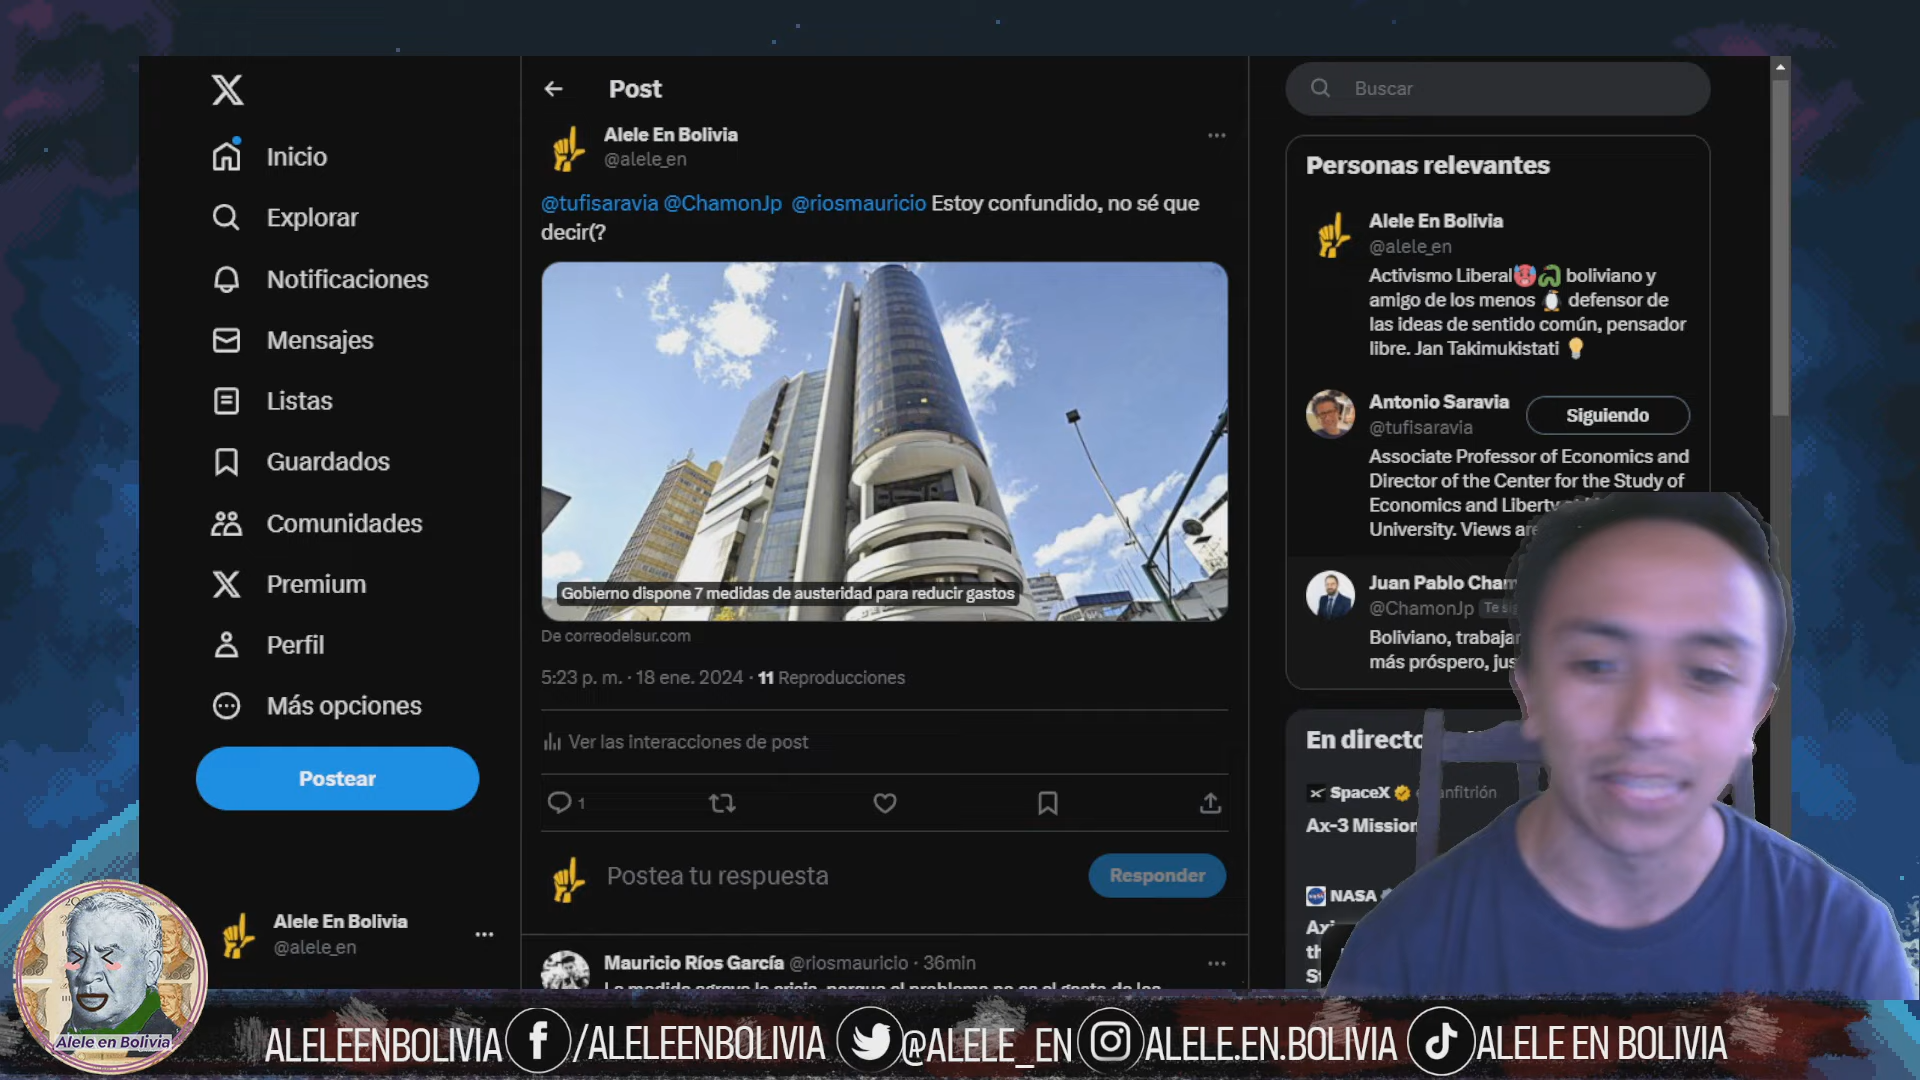 Inicio
Explorar
Notificaciones
Mensajes
Listas
Guardados
Comunidades
Premium
Perfil
Más opciones
Postear
Alele En Bolivia
@alele_en
Post
Alele En Bolivia
@alele_en
@tufisaravia @ChamonJp @riosmauricio Estoy confundido, no sé que
decir(?
Gobierno dispone 7 medidas de austeridad para reducir gastos
De correodelsur.com
5:23 p. m. · 18 ene. 2024 · 11 Reproducciones
Ver las interacciones de post
1
Postea tu respuesta
Responder
Mauricio Ríos García @riosmauricio · 36min
Buscar
Personas relevantes
Alele En Bolivia
@alele_en
Activismo Liberal🥵🐍 boliviano y
amigo de los menos 🐧 defensor de
las ideas de sentido común, pensador
libre. Jan Takimukistati 💡
Antonio Saravia
@tufisaravia
Siguiendo
Associate Professor of Economics and
Director of the Center for the Study of
Economics and Liberty
University. Views are
Juan Pablo Cham
@ChamonJp
Boliviano, trabajar
más próspero, jus
En directo
SpaceX
Ax-3 Mission
NASA
Alele en Bolivia
ALELEENBOLIVIA
/ALELEENBOLIVIA
@ALELE_EN
ALELE.EN.BOLIVIA
ALELE EN BOLIVIA